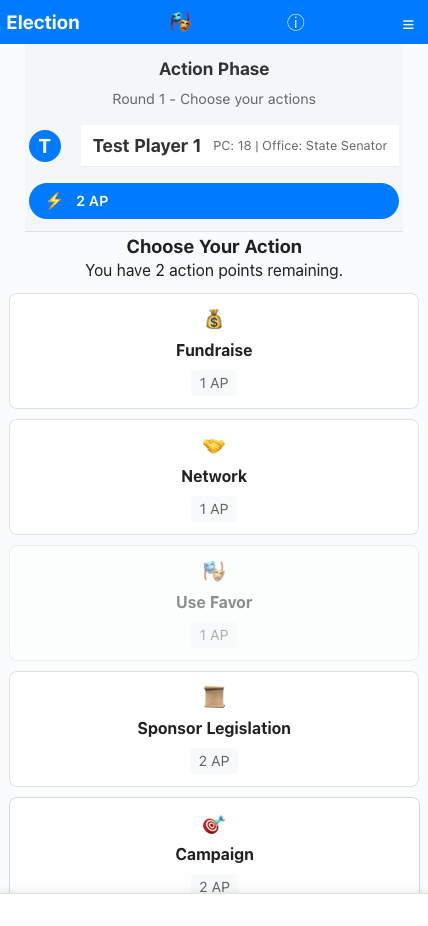 Election
Action Phase
Round 1 - Choose your actions
T
Test Player 1 PC: 18 | Office: State Senator
⚡ 2 AP
Choose Your Action
You have 2 action points remaining.
Fundraise
1 AP
Network
1 AP
Use Favor
1 AP
Sponsor Legislation
2 AP
Campaign
2 AP